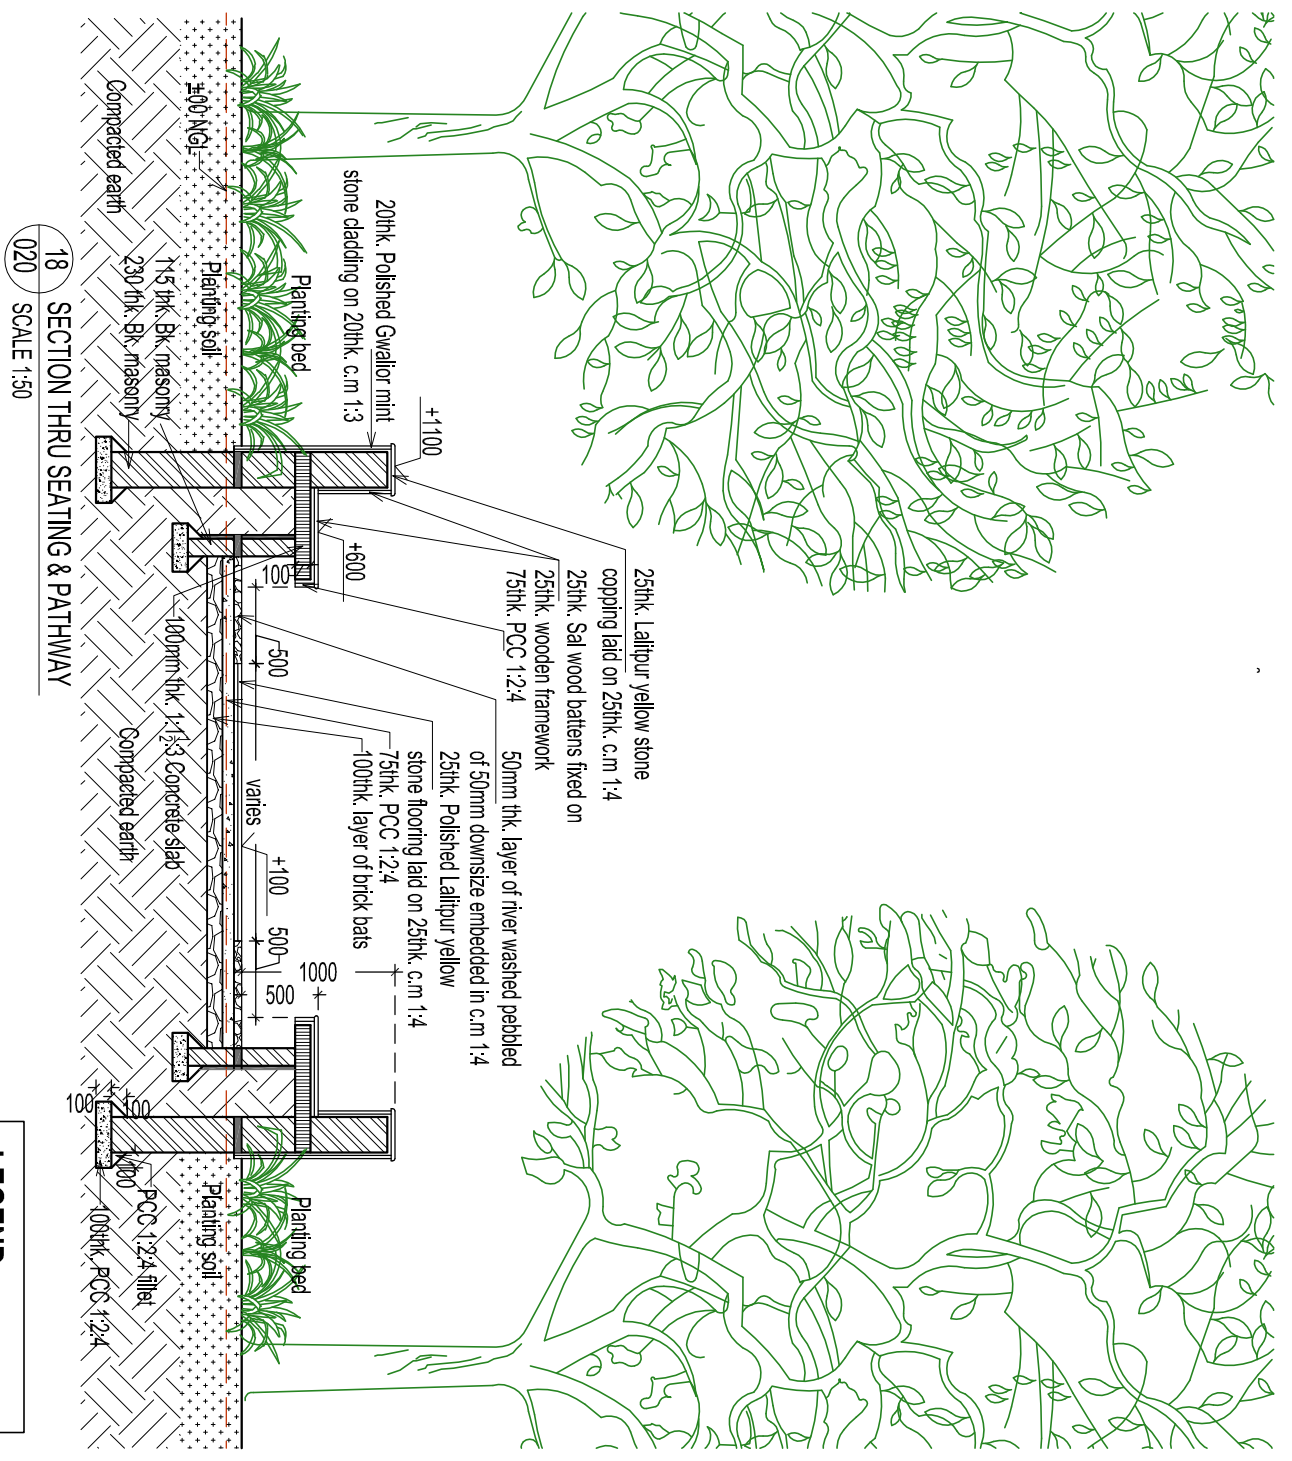 20thk. Polished Gwalior mint
stone cladding on 20thk. c.m 1:3
+1100
25thk. Lalitpur yellow stone
copping laid on 25thk. c.m 1:4
25thk. Sal wood battens fixed on
25thk. wooden framework
75thk. PCC 1:2:4
+600
100
50mm thk. layer of river washed pebbled
of 50mm downsize embedded in c.m 1:4
25thk. Polished Lalitpur yellow
stone flooring laid on 25thk. c.m 1:4
75thk. PCC 1:2:4
100thk. layer of brick bats
500
varies
+100
500
1000
500
Planting bed
Planting bed
±00 NGL
Planting soil
Planting soil
Compacted earth
115 thk. Bk. masonry
230 thk. Bk. masonry
100mm thk. 1:1½:3 Concrete slab
Compacted earth
100
100
100
PCC 1:2:4 fillet
100thk. PCC 1:2:4
18
020
SECTION THRU SEATING & PATHWAY
SCALE 1:50